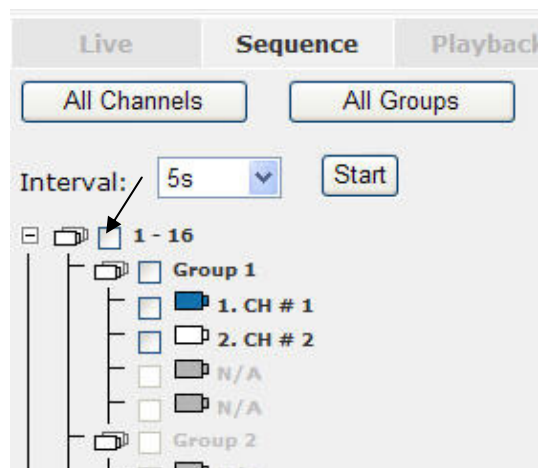 Live Sequence Playback
All Channels All Groups
Interval: 5s Start
1 - 16
Group 1
1. CH # 1
2. CH # 2
N/A
N/A
Group 2